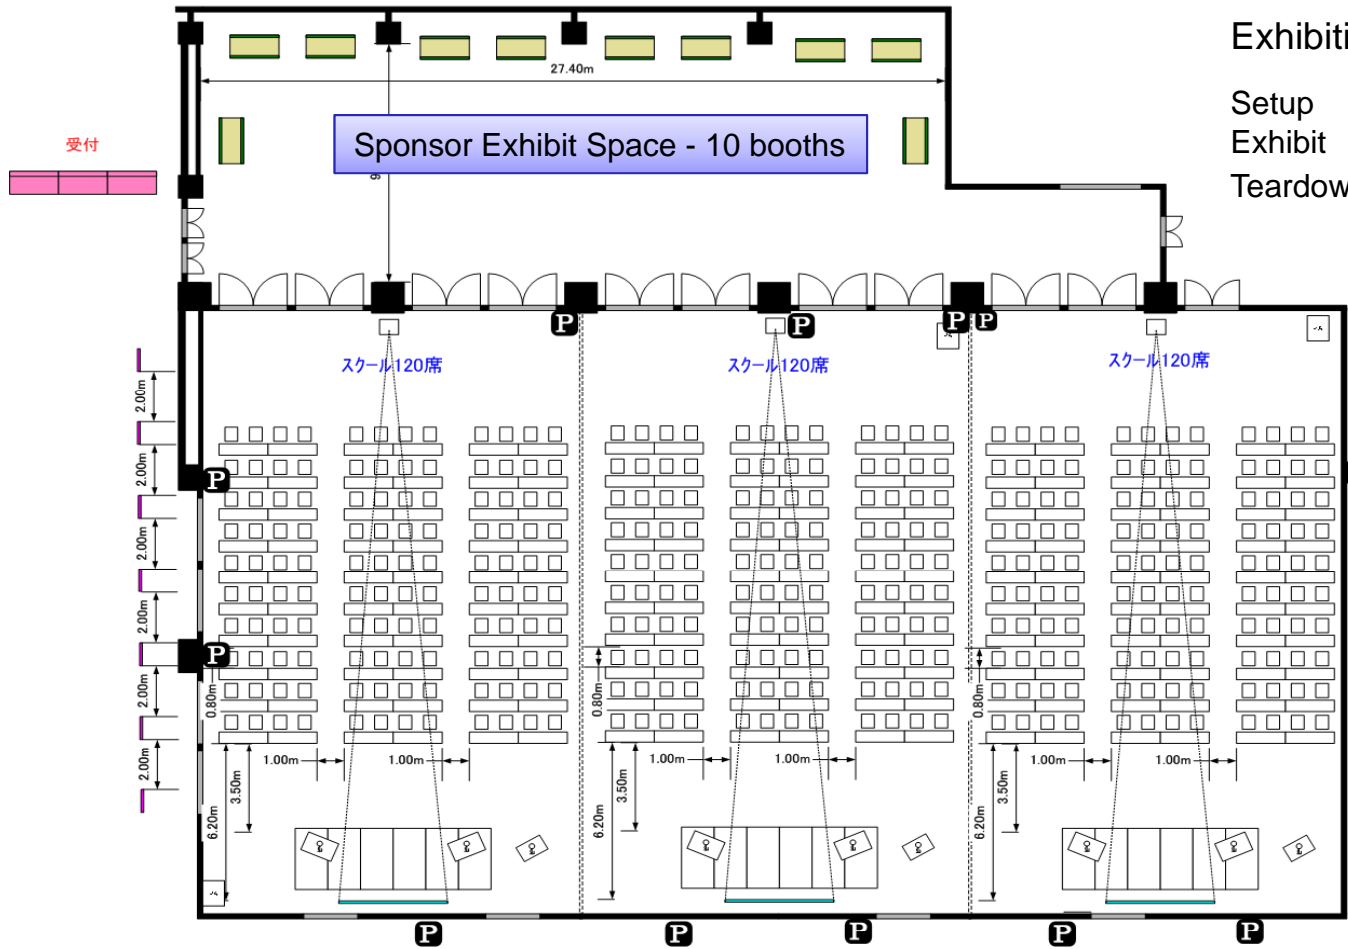 Exhibiti
27.40m
Setup
Exhibit
Teardow
Sponsor Exhibit Space - 10 booths
9
受付
P
P
P
P
スクール120席
スクール120席
スクール120席
2.00m
2.00m
2.00m
2.00m
2.00m
2.00m
P
P
0.80m
0.80m
0.80m
1.00m
1.00m
1.00m
1.00m
1.00m
1.00m
3.50m
3.50m
3.50m
6.20m
6.20m
6.20m
P
P
P
P
P